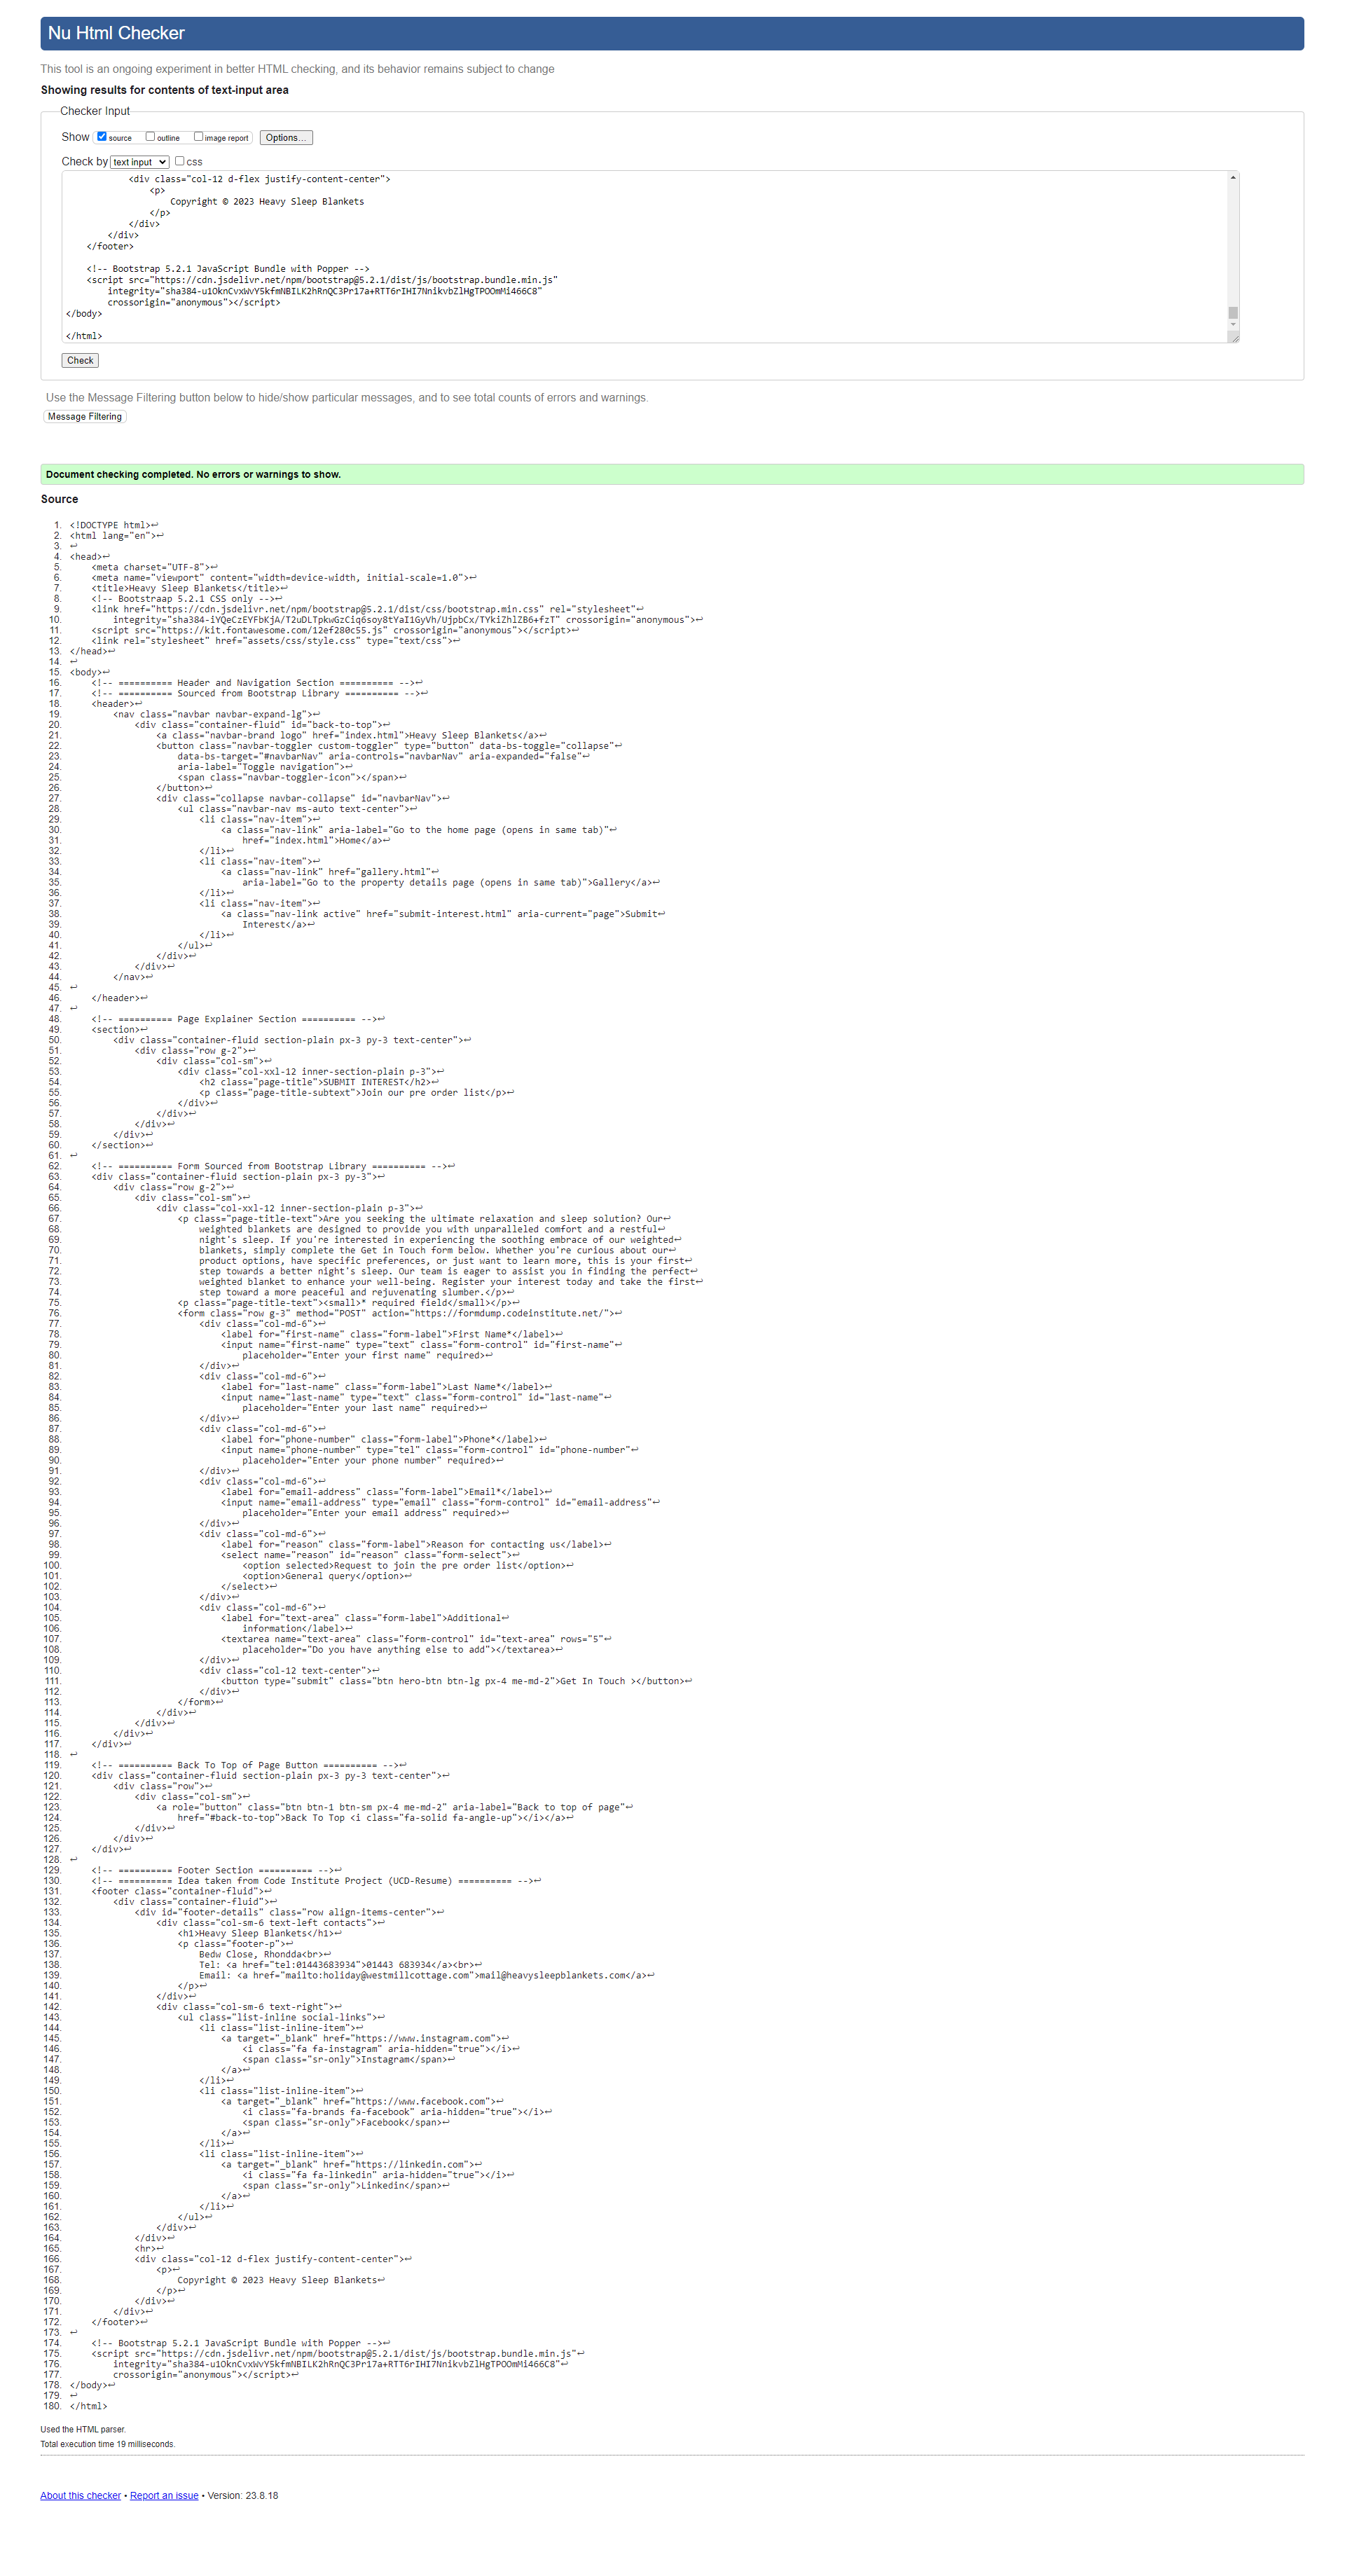 Nu Html Checker
This tool is an ongoing experiment in better HTML checking, and its behavior remains subject to change
Showing results for contents of text-input area
Checker Input
Show source outline image report Options...
Check by text input css
<div class="col-12 d-flex justify-content-center">
<p>
Copyright © 2023 Heavy Sleep Blankets
</p>
</div>
</div>
</footer>
<!-- Bootstrap 5.2.1 JavaScript Bundle with Popper -->
<script src="https://cdn.jsdelivr.net/npm/bootstrap@5.2.1/dist/js/bootstrap.bundle.min.js"
integrity="sha384-u1OknCvxWvY5kfmNBILK2hRnQC3Pr17a+RTT6rIHI7NnikvbZlHgTPOOmMi466C8"
crossorigin="anonymous"></script>
</body>
</html>
Check
Use the Message Filtering button below to hide/show particular messages, and to see total counts of errors and warnings.
Message Filtering
Document checking completed. No errors or warnings to show.
Source
1. <!DOCTYPE html>↩
2. <html lang="en">↩
3. ↩
4. <head>↩
5. <meta charset="UTF-8">↩
6. <meta name="viewport" content="width=device-width, initial-scale=1.0">↩
7. <title>Heavy Sleep Blankets</title>↩
8. <!-- Bootstraap 5.2.1 CSS only -->↩
9. <link href="https://cdn.jsdelivr.net/npm/bootstrap@5.2.1/dist/css/bootstrap.min.css" rel="stylesheet"↩
10. integrity="sha384-iYQeCzEYFbKjA/T2uDLTpkwGzCiq6soy8tYaI1GyVh/UjpbCx/TYkiZhlZB6+fzT" crossorigin="anonymous">↩
11. <script src="https://kit.fontawesome.com/12ef280c55.js" crossorigin="anonymous"></script>↩
12. <link rel="stylesheet" href="assets/css/style.css" type="text/css">↩
13. </head>↩
14. ↩
15. <body>↩
16. <!-- ========== Header and Navigation Section ========== -->↩
17. <!-- ========== Sourced from Bootstrap Library ========== -->↩
18. <header>↩
19. <nav class="navbar navbar-expand-lg">↩
20. <div class="container-fluid" id="back-to-top">↩
21. <a class="navbar-brand logo" href="index.html">Heavy Sleep Blankets</a>↩
22. <button class="navbar-toggler custom-toggler" type="button" data-bs-toggle="collapse"↩
23. data-bs-target="#navbarNav" aria-controls="navbarNav" aria-expanded="false"↩
24. aria-label="Toggle navigation">↩
25. <span class="navbar-toggler-icon"></span>↩
26. </button>↩
27. <div class="collapse navbar-collapse" id="navbarNav">↩
28. <ul class="navbar-nav ms-auto text-center">↩
29. <li class="nav-item">↩
30. <a class="nav-link" aria-label="Go to the home page (opens in same tab)"↩
31. href="index.html">Home</a>↩
32. </li>↩
33. <li class="nav-item">↩
34. <a class="nav-link" href="gallery.html"↩
35. aria-label="Go to the property details page (opens in same tab)">Gallery</a>↩
36. </li>↩
37. <li class="nav-item">↩
38. <a class="nav-link active" href="submit-interest.html" aria-current="page">Submit↩
39. Interest</a>↩
40. </li>↩
41. </ul>↩
42. </div>↩
43. </div>↩
44. </nav>↩
45. ↩
46. </header>↩
47. ↩
48. <!-- ========== Page Explainer Section ========== -->↩
49. <section>↩
50. <div class="container-fluid section-plain px-3 py-3 text-center">↩
51. <div class="row g-2">↩
52. <div class="col-sm">↩
53. <div class="col-xxl-12 inner-section-plain p-3">↩
54. <h2 class="page-title">SUBMIT INTEREST</h2>↩
55. <p class="page-title-subtext">Join our pre order list</p>↩
56. </div>↩
57. </div>↩
58. </div>↩
59. </div>↩
60. </section>↩
61. ↩
62. <!-- ========== Form Sourced from Bootstrap Library ========== -->↩
63. <div class="container-fluid section-plain px-3 py-3">↩
64. <div class="row g-2">↩
65. <div class="col-sm">↩
66. <div class="col-xxl-12 inner-section-plain p-3">↩
67. <p class="page-title-text">Are you seeking the ultimate relaxation and sleep solution? Our↩
68. weighted blankets are designed to provide you with unparalleled comfort and a restful↩
69. night's sleep. If you're interested in experiencing the soothing embrace of our weighted↩
70. blankets, simply complete the Get in Touch form below. Whether you're curious about our↩
71. product options, have specific preferences, or just want to learn more, this is your first↩
72. step towards a better night's sleep. Our team is eager to assist you in finding the perfect↩
73. weighted blanket to enhance your well-being. Register your interest today and take the first↩
74. step toward a more peaceful and rejuvenating slumber.</p>↩
75. <p class="page-title-text"><small>* required field</small></p>↩
76. <form class="row g-3" method="POST" action="https://formdump.codeinstitute.net/">↩
77. <div class="col-md-6">↩
78. <label for="first-name" class="form-label">First Name*</label>↩
79. <input name="first-name" type="text" class="form-control" id="first-name"↩
80. placeholder="Enter your first name" required>↩
81. </div>↩
82. <div class="col-md-6">↩
83. <label for="last-name" class="form-label">Last Name*</label>↩
84. <input name="last-name" type="text" class="form-control" id="last-name"↩
85. placeholder="Enter your last name" required>↩
86. </div>↩
87. <div class="col-md-6">↩
88. <label for="phone-number" class="form-label">Phone*</label>↩
89. <input name="phone-number" type="tel" class="form-control" id="phone-number"↩
90. placeholder="Enter your phone number" required>↩
91. </div>↩
92. <div class="col-md-6">↩
93. <label for="email-address" class="form-label">Email*</label>↩
94. <input name="email-address" type="email" class="form-control" id="email-address"↩
95. placeholder="Enter your email address" required>↩
96. </div>↩
97. <div class="col-md-6">↩
98. <label for="reason" class="form-label">Reason for contacting us</label>↩
99. <select name="reason" id="reason" class="form-select">↩
100. <option selected>Request to join the pre order list</option>↩
101. <option>General query</option>↩
102. </select>↩
103. </div>↩
104. <div class="col-md-6">↩
105. <label for="text-area" class="form-label">Additional↩
106. information</label>↩
107. <textarea name="text-area" class="form-control" id="text-area" rows="5"↩
108. placeholder="Do you have anything else to add"></textarea>↩
109. </div>↩
110. <div class="col-12 text-center">↩
111. <button type="submit" class="btn hero-btn btn-lg px-4 me-md-2">Get In Touch ></button>↩
112. </div>↩
113. </form>↩
114. </div>↩
115. </div>↩
116. </div>↩
117. </div>↩
118. ↩
119. <!-- ========== Back To Top of Page Button ========== -->↩
120. <div class="container-fluid section-plain px-3 py-3 text-center">↩
121. <div class="row">↩
122. <div class="col-sm">↩
123. <a role="button" class="btn btn-1 btn-sm px-4 me-md-2" aria-label="Back to top of page"↩
124. href="#back-to-top">Back To Top <i class="fa-solid fa-angle-up"></i></a>↩
125. </div>↩
126. </div>↩
127. </div>↩
128. ↩
129. <!-- ========== Footer Section ========== -->↩
130. <!-- ========== Idea taken from Code Institute Project (UCD-Resume) ========== -->↩
131. <footer class="container-fluid">↩
132. <div class="container-fluid">↩
133. <div id="footer-details" class="row align-items-center">↩
134. <div class="col-sm-6 text-left contacts">↩
135. <h1>Heavy Sleep Blankets</h1>↩
136. <p class="footer-p">↩
137. Bedw Close, Rhondda<br>↩
138. Tel: <a href="tel:01443683934">01443 683934</a><br>↩
139. Email: <a href="mailto:holiday@westmillcottage.com">mail@heavysleepblankets.com</a>↩
140. </p>↩
141. </div>↩
142. <div class="col-sm-6 text-right">↩
143. <ul class="list-inline social-links">↩
144. <li class="list-inline-item">↩
145. <a target="_blank" href="https://www.instagram.com">↩
146. <i class="fa fa-instagram" aria-hidden="true"></i>↩
147. <span class="sr-only">Instagram</span>↩
148. </a>↩
149. </li>↩
150. <li class="list-inline-item">↩
151. <a target="_blank" href="https://www.facebook.com">↩
152. <i class="fa-brands fa-facebook" aria-hidden="true"></i>↩
153. <span class="sr-only">Facebook</span>↩
154. </a>↩
155. </li>↩
156. <li class="list-inline-item">↩
157. <a target="_blank" href="https://linkedin.com">↩
158. <i class="fa fa-linkedin" aria-hidden="true"></i>↩
159. <span class="sr-only">Linkedin</span>↩
160. </a>↩
161. </li>↩
162. </ul>↩
163. </div>↩
164. </div>↩
165. <hr>↩
166. <div class="col-12 d-flex justify-content-center">↩
167. <p>↩
168. Copyright © 2023 Heavy Sleep Blankets↩
169. </p>↩
170. </div>↩
171. </div>↩
172. </footer>↩
173. ↩
174. <!-- Bootstrap 5.2.1 JavaScript Bundle with Popper -->↩
175. <script src="https://cdn.jsdelivr.net/npm/bootstrap@5.2.1/dist/js/bootstrap.bundle.min.js"↩
176. integrity="sha384-u1OknCvxWvY5kfmNBILK2hRnQC3Pr17a+RTT6rIHI7NnikvbZlHgTPOOmMi466C8"↩
177. crossorigin="anonymous"></script>↩
178. </body>↩
179. ↩
180. </html>
Used the HTML parser.
Total execution time 19 milliseconds.
About this checker • Report an issue • Version: 23.8.18